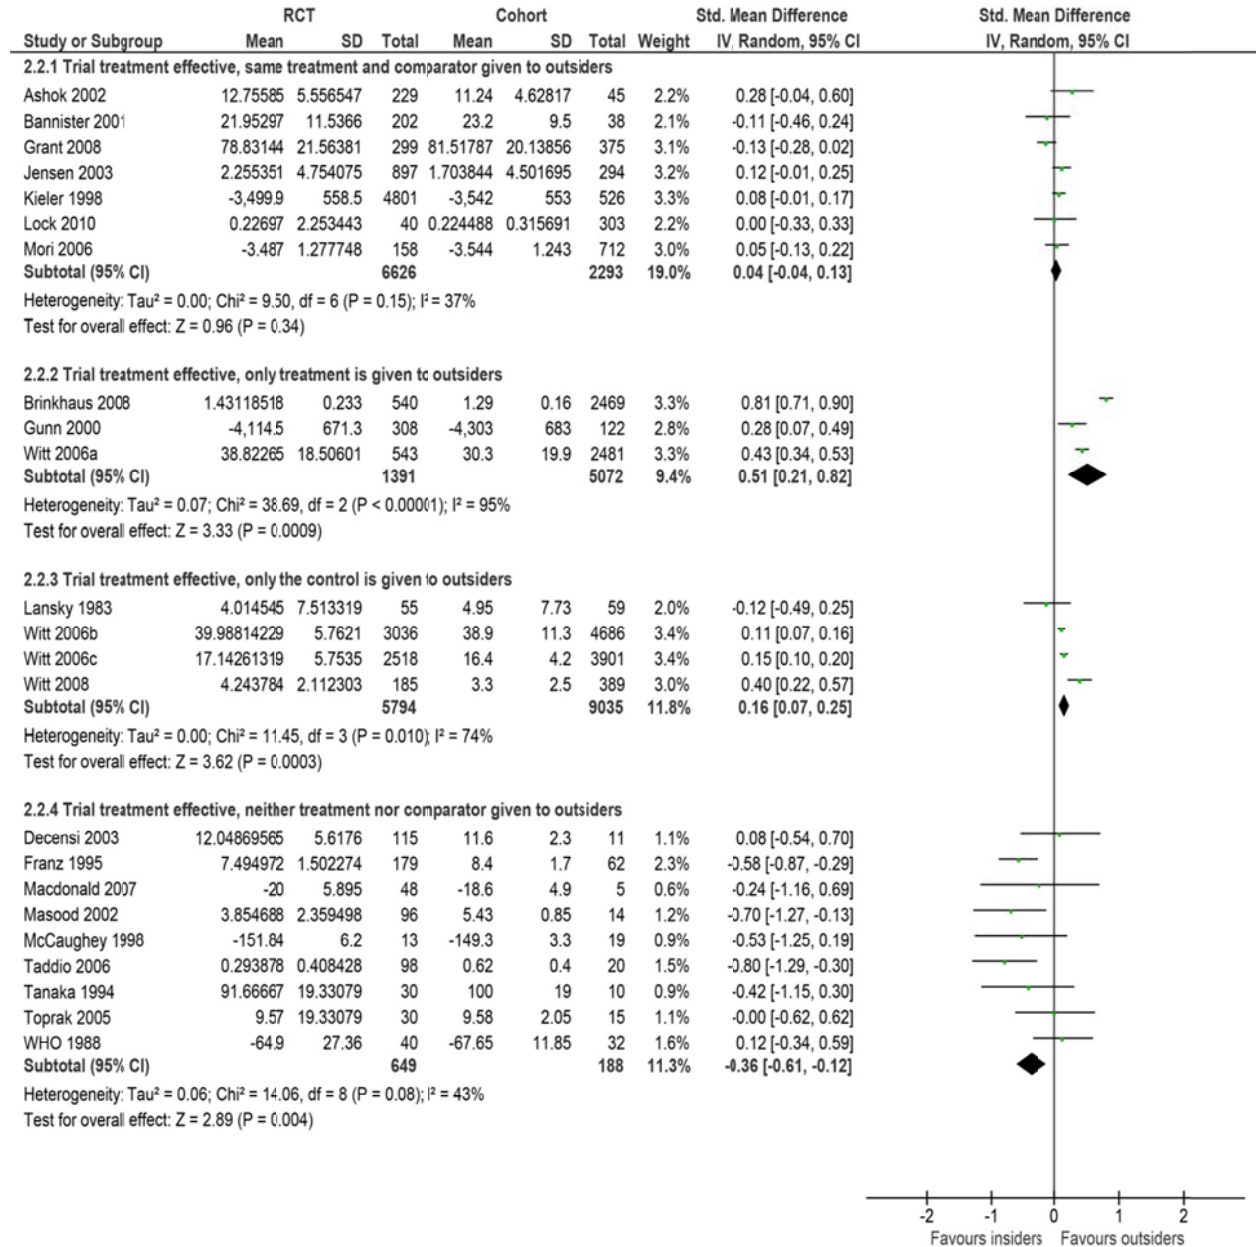 RCT Cohort Std. Mean Difference Std. Mean Difference
Study or Subgroup Mean SD Total Mean SD Total Weight IV, Random, 95% CI IV, Random, 95% CI
2.2.1 Trial treatment effective, same treatment and comparator given to outsiders
Ashok 2002 12.75585 5.556547 229 11.24 4.62817 45 2.2% 0.28 [-0.04, 0.60]
Bannister 2001 21.95297 11.5366 202 23.2 9.5 38 2.1% -0.11 [-0.46, 0.24]
Grant 2008 78.83144 21.56381 299 81.51787 20.13856 375 3.1% -0.13 [-0.28, 0.02]
Jensen 2003 2.255351 4.754075 897 1.703844 4.501695 294 3.2% 0.12 [-0.01, 0.25]
Kieler 1998 -3,499.9 558.5 4801 -3,542 553 526 3.3% 0.08 [-0.01, 0.17]
Lock 2010 0.22697 2.253443 40 0.224488 0.315691 303 2.2% 0.00 [-0.33, 0.33]
Mori 2006 -3.487 1.277748 158 -3.544 1.243 712 3.0% 0.05 [-0.13, 0.22]
Subtotal (95% CI) 6626 2293 19.0% 0.04 [-0.04, 0.13]
Heterogeneity: Tau² = 0.00; Chi² = 9.50, df = 6 (P = 0.15); I² = 37%
Test for overall effect: Z = 0.96 (P = 0.34)
2.2.2 Trial treatment effective, only treatment is given to outsiders
Brinkhaus 2008 1.43118518 0.233 540 1.29 0.16 2469 3.3% 0.81 [0.71, 0.90]
Gunn 2000 -4,114.5 671.3 308 -4,303 683 122 2.8% 0.28 [0.07, 0.49]
Witt 2006a 38.82265 18.50601 543 30.3 19.9 2481 3.3% 0.43 [0.34, 0.53]
Subtotal (95% CI) 1391 5072 9.4% 0.51 [0.21, 0.82]
Heterogeneity: Tau² = 0.07; Chi² = 38.69, df = 2 (P < 0.00001); I² = 95%
Test for overall effect: Z = 3.33 (P = 0.0009)
2.2.3 Trial treatment effective, only the control is given to outsiders
Lansky 1983 4.014545 7.513319 55 4.95 7.73 59 2.0% -0.12 [-0.49, 0.25]
Witt 2006b 39.98814229 5.7621 3036 38.9 11.3 4686 3.4% 0.11 [0.07, 0.16]
Witt 2006c 17.14261319 5.7535 2518 16.4 4.2 3901 3.4% 0.15 [0.10, 0.20]
Witt 2008 4.243784 2.112303 185 3.3 2.5 389 3.0% 0.40 [0.22, 0.57]
Subtotal (95% CI) 5794 9035 11.8% 0.16 [0.07, 0.25]
Heterogeneity: Tau² = 0.00; Chi² = 11.45, df = 3 (P = 0.010); I² = 74%
Test for overall effect: Z = 3.62 (P = 0.0003)
2.2.4 Trial treatment effective, neither treatment nor comparator given to outsiders
Decensi 2003 12.04869565 5.6176 115 11.6 2.3 11 1.1% 0.08 [-0.54, 0.70]
Franz 1995 7.494972 1.502274 179 8.4 1.7 62 2.3% -0.58 [-0.87, -0.29]
Macdonald 2007 -20 5.895 48 -18.6 4.9 5 0.6% -0.24 [-1.16, 0.69]
Masood 2002 3.854688 2.359498 96 5.43 0.85 14 1.2% -0.70 [-1.27, -0.13]
McCaughey 1998 -151.84 6.2 13 -149.3 3.3 19 0.9% -0.53 [-1.25, 0.19]
Taddio 2006 0.293878 0.408428 98 0.62 0.4 20 1.5% -0.80 [-1.29, -0.30]
Tanaka 1994 91.66667 19.33079 30 100 19 10 0.9% -0.42 [-1.15, 0.30]
Toprak 2005 9.57 19.33079 30 9.58 2.05 15 1.1% -0.00 [-0.62, 0.62]
WHO 1988 -64.9 27.36 40 -67.65 11.85 32 1.6% 0.12 [-0.34, 0.59]
Subtotal (95% CI) 649 188 11.3% -0.36 [-0.61, -0.12]
Heterogeneity: Tau² = 0.06; Chi² = 14.06, df = 8 (P = 0.08); I² = 43%
Test for overall effect: Z = 2.89 (P = 0.004)
-2 -1 0 1 2
Favours insiders Favours outsiders